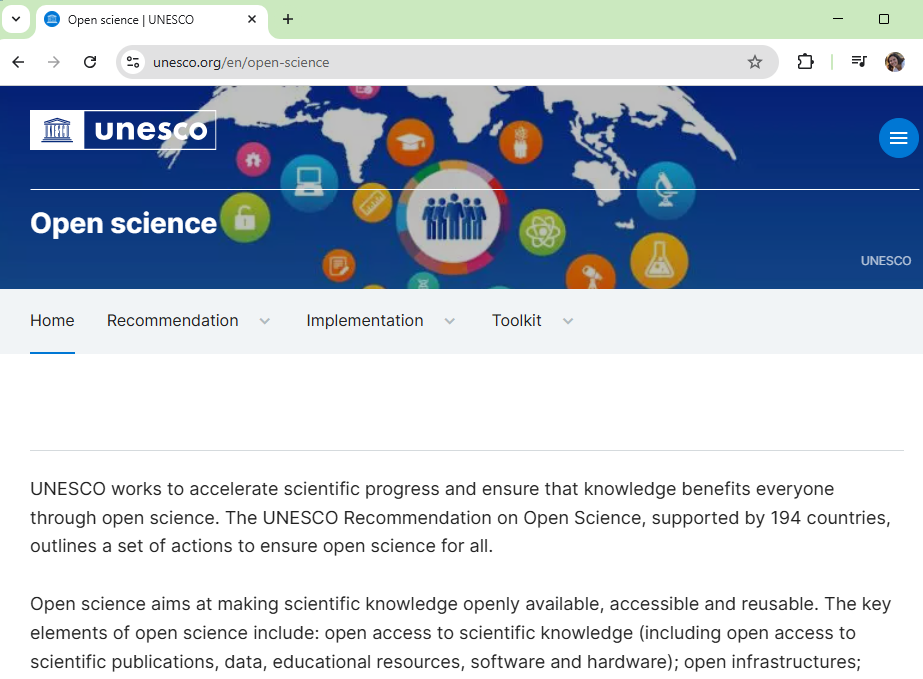 Open science | UNESCO
unesco.org/en/open-science
unesco
Open science
UNESCO
Home Recommendation Implementation Toolkit
UNESCO works to accelerate scientific progress and ensure that knowledge benefits everyone
through open science. The UNESCO Recommendation on Open Science, supported by 194 countries,
outlines a set of actions to ensure open science for all.
Open science aims at making scientific knowledge openly available, accessible and reusable. The key
elements of open science include: open access to scientific knowledge (including open access to
scientific publications, data, educational resources, software and hardware); open infrastructures;